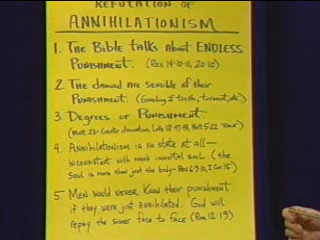 REFUTATION OF
ANNIHILATIONISM
1. The Bible talks about ENDLESS
Punishment. (Rev 14:10-11, 20:10)
2. The damned are sensible of their
Punishment. (Gnashing of teeth, torment, etc.)
3. Degrees of Punishment.
(Matt. 23- Greater damnation, Luke 12:47-48, Matt. 5:22
4. Annihilationism is no state at all—
inconsistent with man's immortal soul (the
soul is more than just the body- Rev 6:9-10, I Cor 15)
5. Men would never know their punishment
if they were just annihilated. God will
repay the sinner face to face (Rom 12:19)